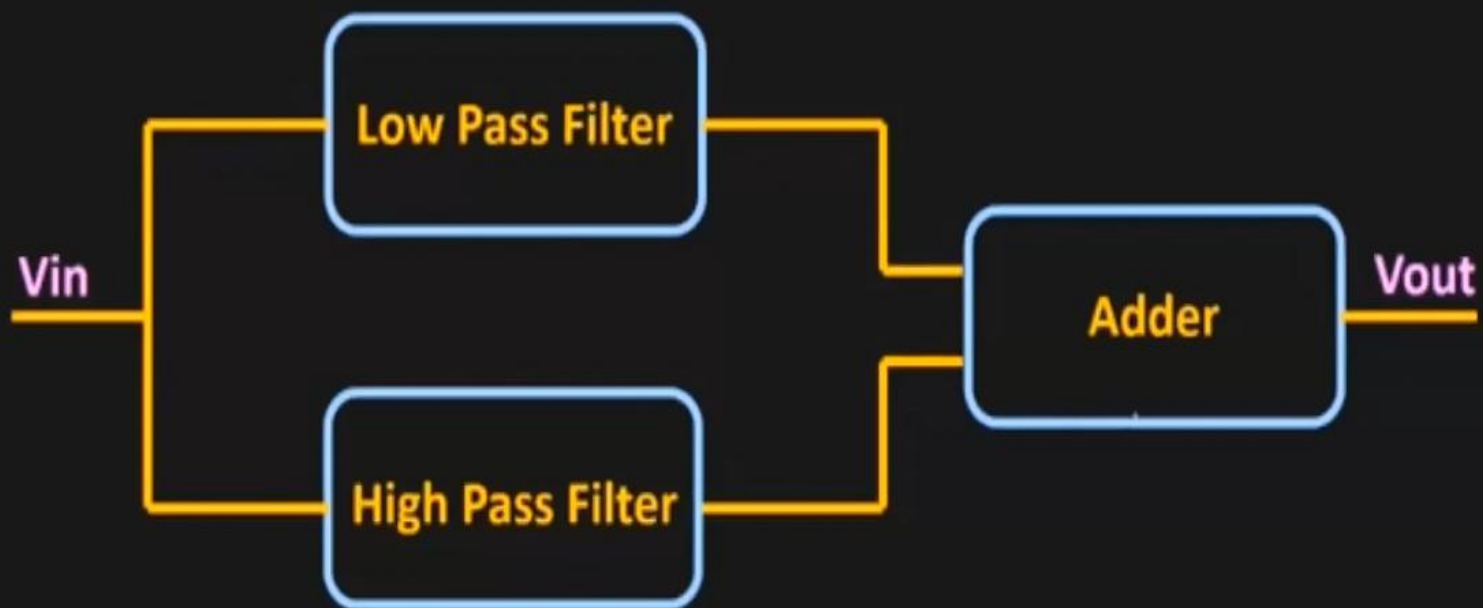 Low Pass Filter
Vin
Adder
Vout
High Pass Filter